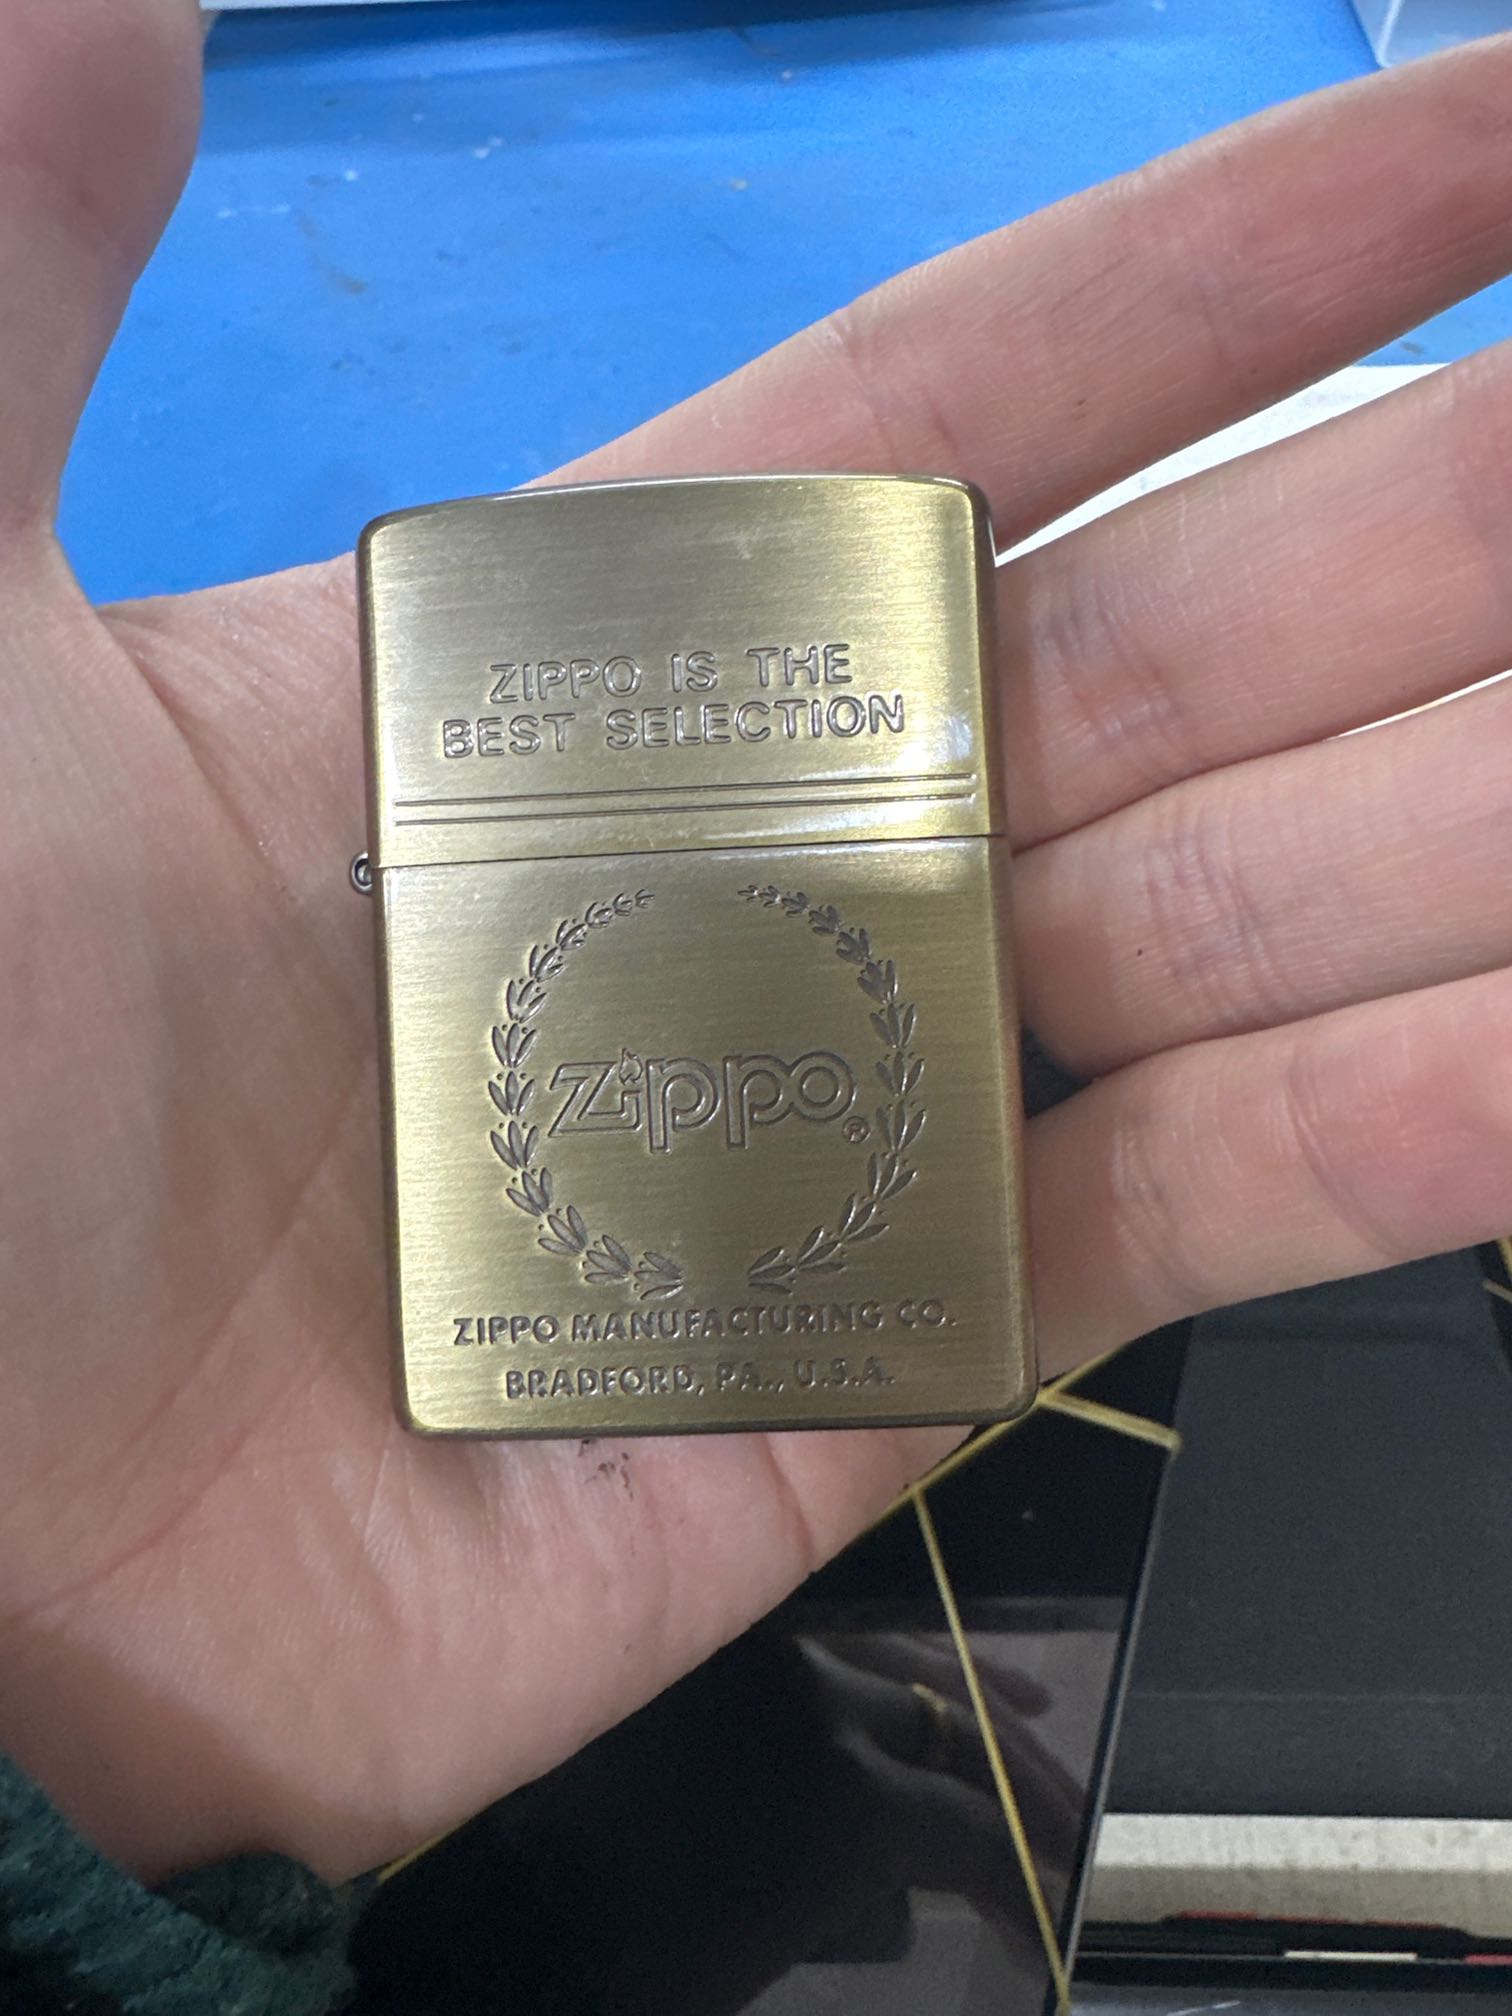 ZIPPO IS THE
BEST SELECTION
Zippo®
ZIPPO MANUFACTURING CO.
BRADFORD, PA., U.S.A.